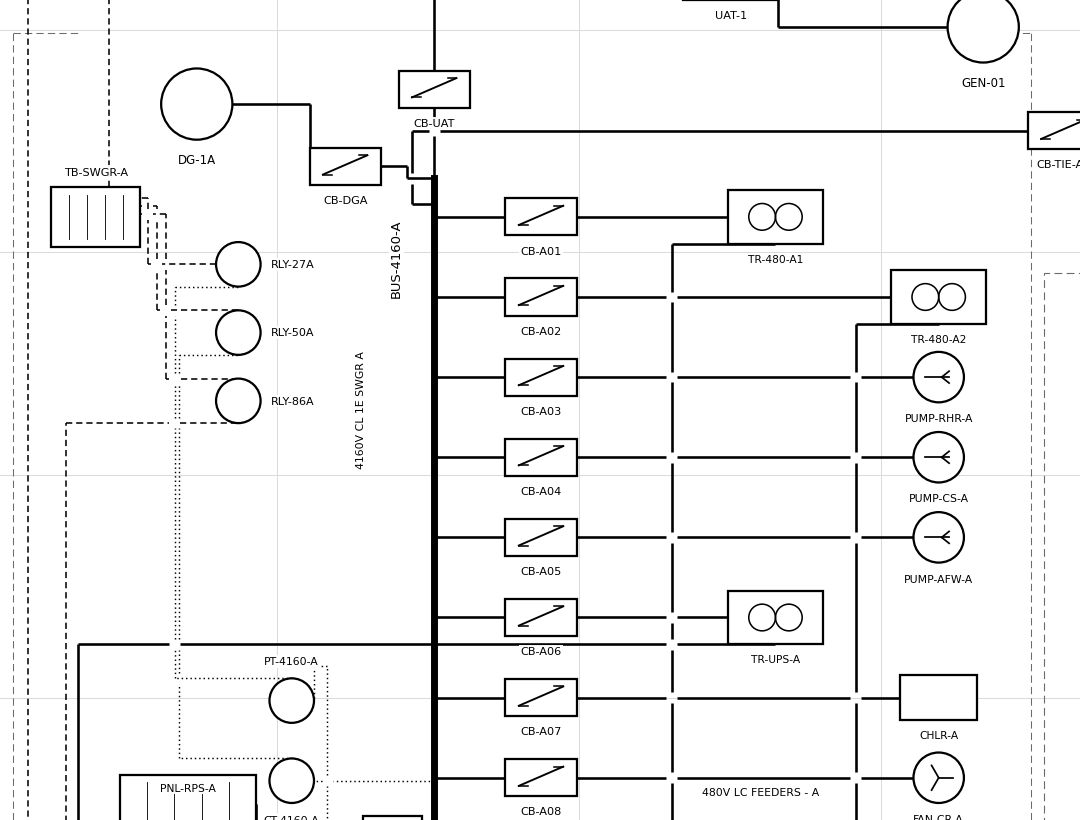 UAT-1
GEN-01
CB-UAT
DG-1A
CB-TIE-A
TB-SWGR-A
CB-DGA
BUS-4160-A
CB-A01
TR-480-A1
RLY-27A
CB-A02
RLY-50A
TR-480-A2
4160V CL 1E SWGR A
CB-A03
RLY-86A
PUMP-RHR-A
CB-A04
PUMP-CS-A
CB-A05
PUMP-AFW-A
CB-A06
PT-4160-A
TR-UPS-A
CB-A07
CHLR-A
PNL-RPS-A
480V LC FEEDERS - A
CB-A08
CT-4160-A
FAN-CR-A